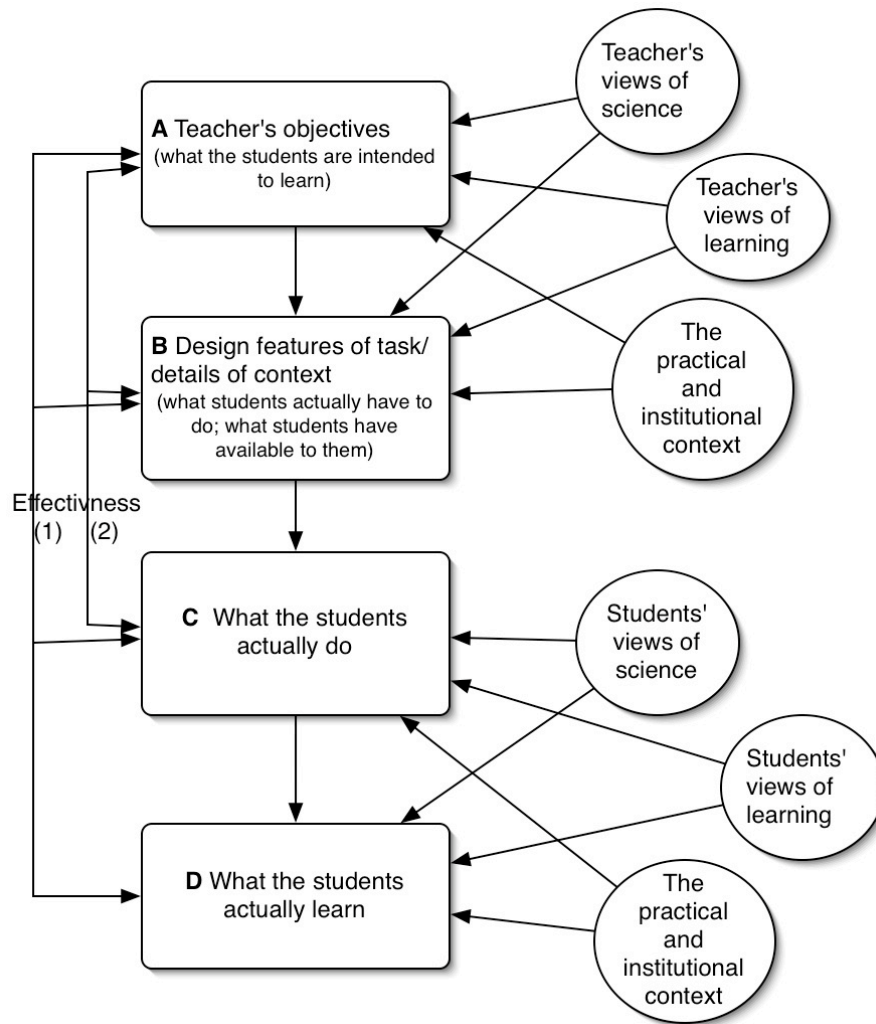 Teacher's
views of
science
A Teacher's objectives
(what the students are intended
to learn)
Teacher's
views of
learning
B Design features of task/
details of context
(what students actually have to
do; what students have
available to them)
The
practical
and
institutional
context
Effectivness
(1)
(2)
C What the students
actually do
Students'
views of
science
Students'
views of
learning
D What the students
actually learn
The
practical
and
institutional
context